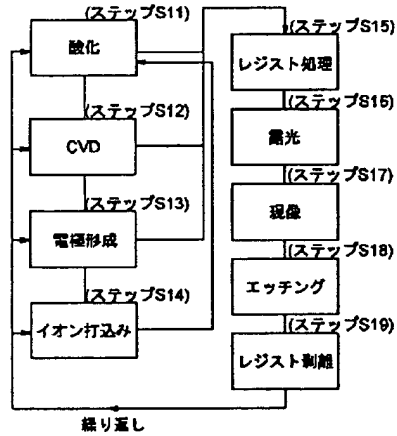 (ステップS11)
酸化
(ステップS12)
CVD
(ステップS13)
電極形成
(ステップS14)
イオン打込み
(ステップS15)
レジスト処理
(ステップS16)
露光
(ステップS17)
現像
(ステップS18)
エッチング
(ステップS19)
レジスト剥離
繰り返し